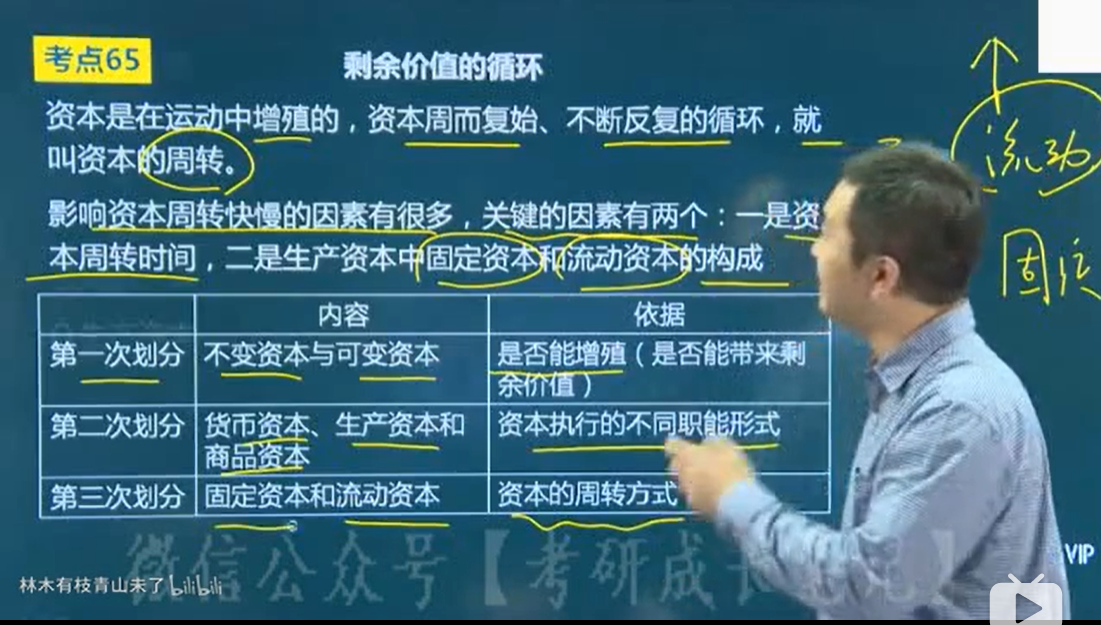 考点65
剩余价值的循环
资本是在运动中增殖的，资本周而复始、不断反复的循环，就
叫资本的周转。
影响资本周转快慢的因素有很多，关键的因素有两个：一是资
本周转时间，二是生产资本中固定资本和流动资本的构成
内容 依据
第一次划分 不变资本与可变资本 是否能增殖（是否能带来剩
余价值）
第二次划分 货币资本、生产资本和 资本执行的不同职能形式
商品资本
第三次划分 固定资本和流动资本 资本的周转方式
流动
固定
微信公众号【考研成长
林木有枝青山未了 bilibili
VIP